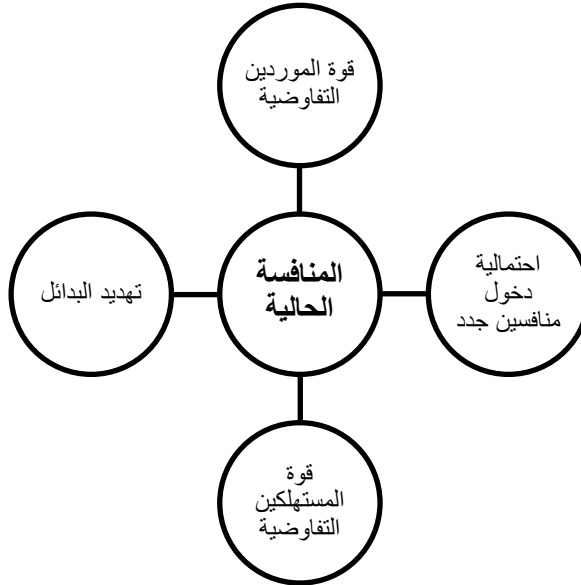 قوة الموردين
التفاوضية
احتمالية
دخول
منافسين جدد
المنافسة
الحالية
تهديد البدائل
قوة
المستهلكين
التفاوضية